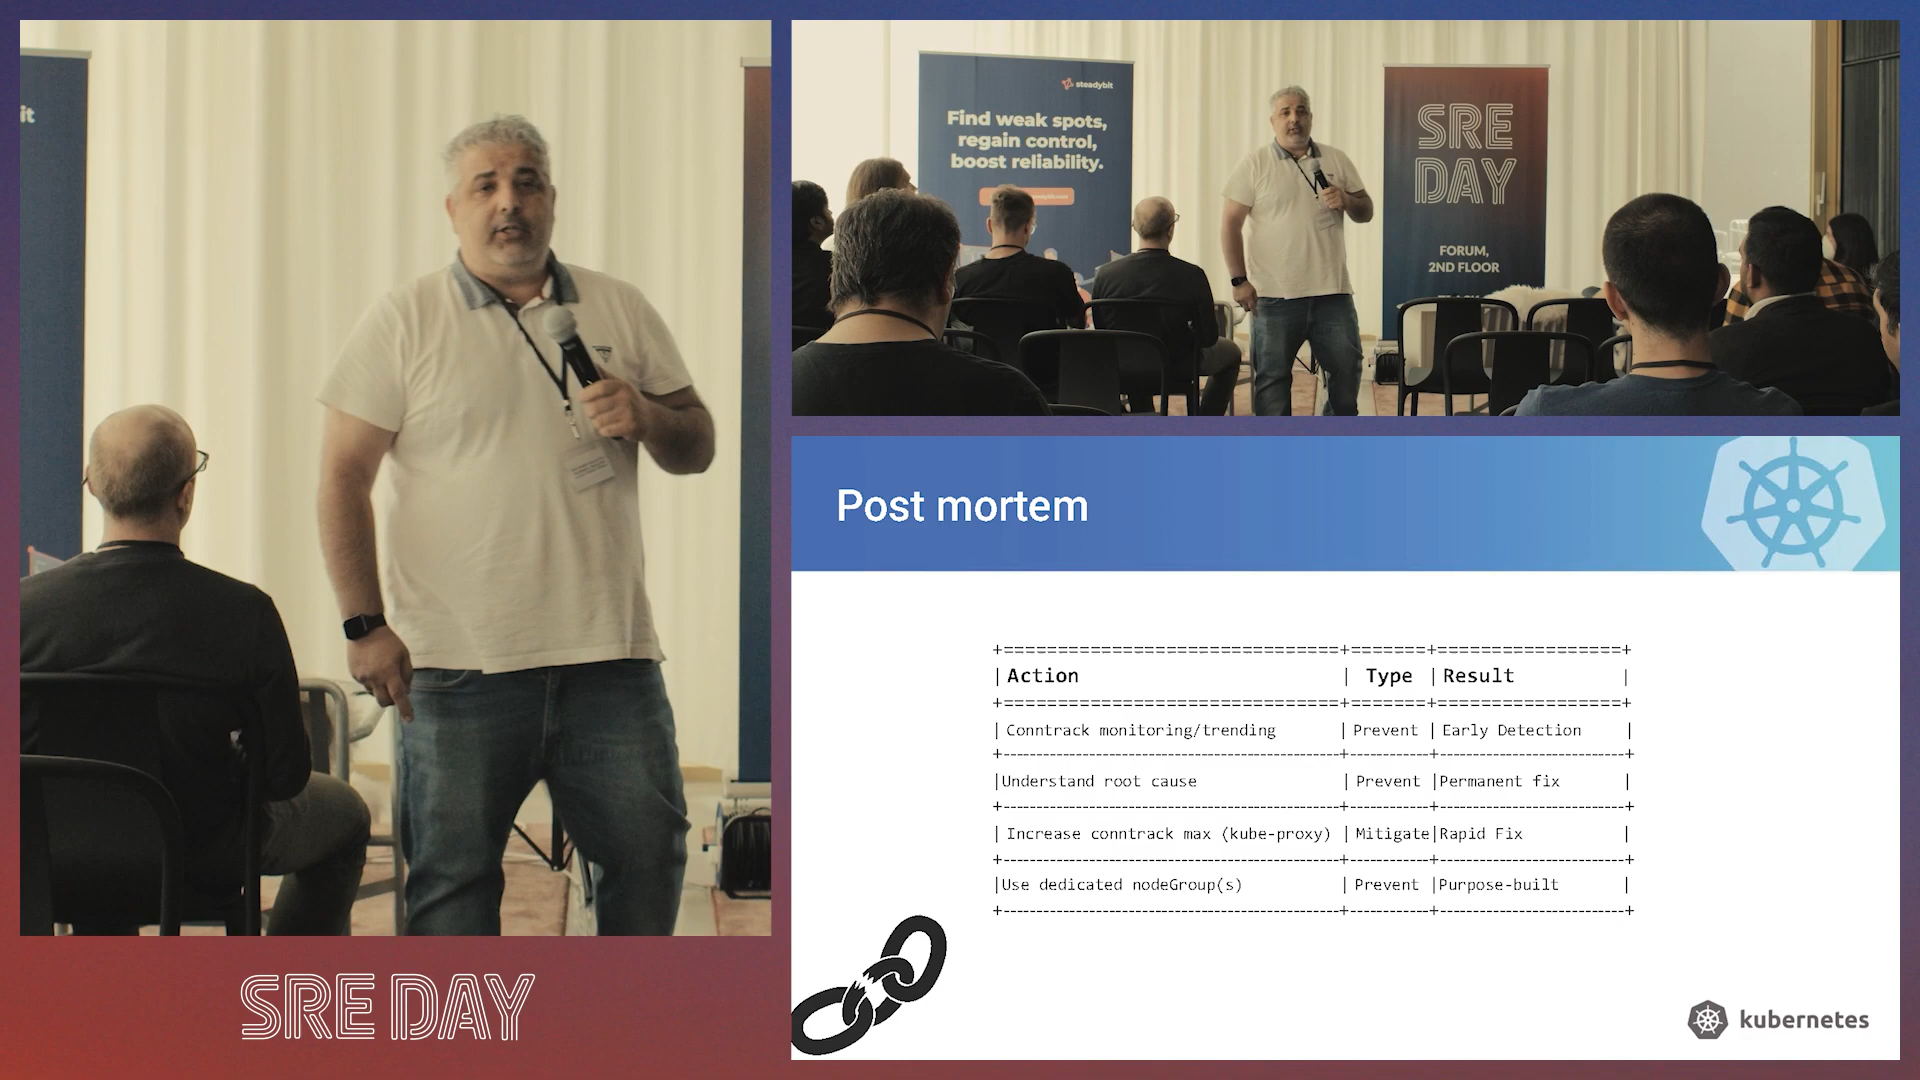 it
steadybit
Find weak spots,
regain control,
boost reliability.
SRE
DAY
FORUM,
2ND FLOOR
Post mortem
Action Type Result
Conntrack monitoring/trending Prevent Early Detection
Understand root cause Prevent Permanent fix
Increase conntrack max (kube-proxy) Mitigate Rapid Fix
Use dedicated nodeGroup(s) Prevent Purpose-built
kubernetes
SRE DAY